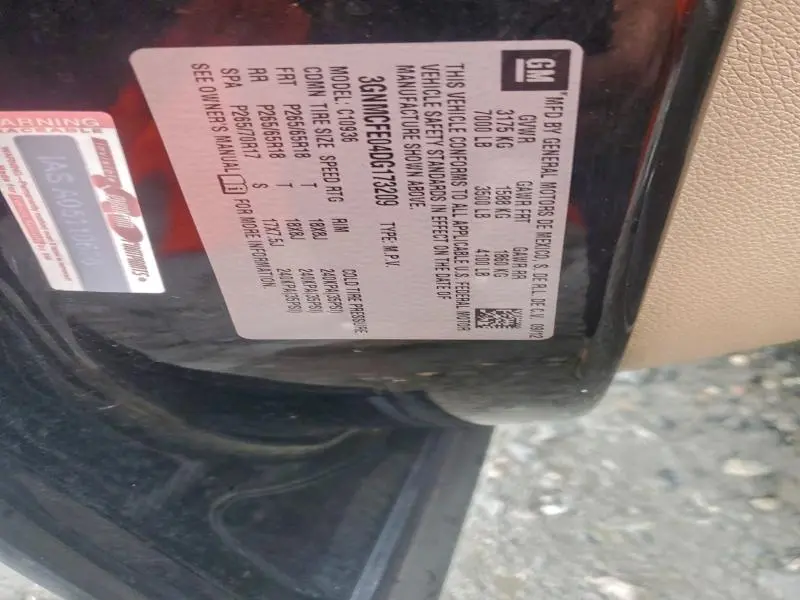 GM
MFD BY GENERAL MOTORS DE MEXICO, S. DE R.L. DE C.V. 09/12
GVWR GAWR FRT GAWR RR
3175 KG 1588 KG 1860 KG
7000 LB 3500 LB 4100 LB
THIS VEHICLE CONFORMS TO ALL APPLICABLE U.S. FEDERAL MOTOR
VEHICLE SAFETY STANDARDS IN EFFECT ON THE DATE OF
MANUFACTURE SHOWN ABOVE.
3GNMCFE04DG173209 TYPE: M.P.V.
MODEL: C10936
COMN TIRE SIZE SPEED RTG RIM COLD TIRE PRESSURE
FRT P265/65R18 T 18X8J 240KPA(35PSI)
RR P265/65R18 T 18X8J 240KPA(35PSI)
SPA P265/70R17 S 17X7.5J 240KPA(35PSI)
SEE OWNER'S MANUAL FOR MORE INFORMATION.
WARNING
TRACEABLE